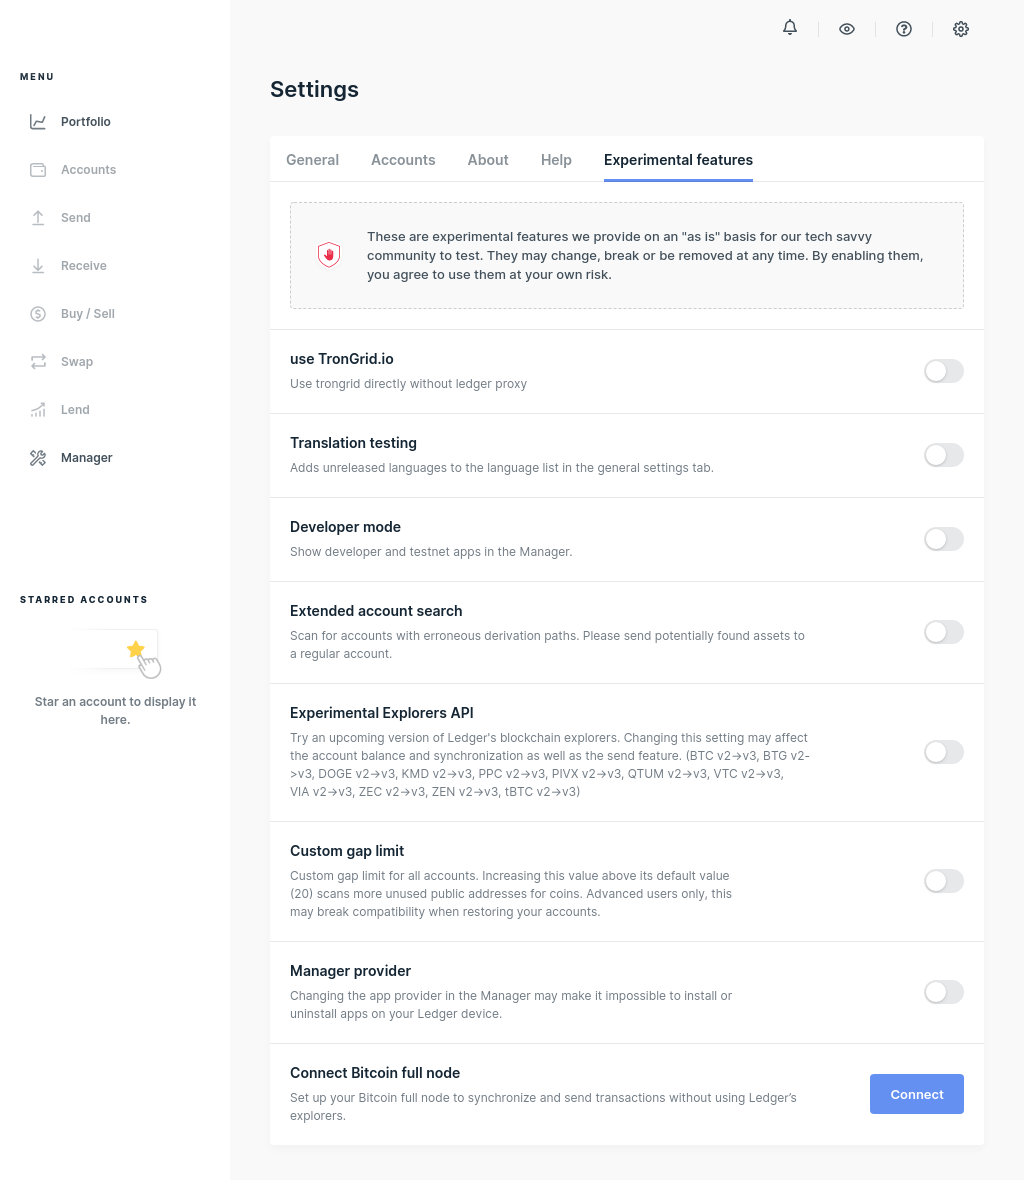 MENU
Portfolio
Accounts
Send
Receive
Buy / Sell
Swap
Lend
Manager
STARRED ACCOUNTS
Star an account to display it
here.
Settings
General Accounts About Help Experimental features
These are experimental features we provide on an "as is" basis for our tech savvy
community to test. They may change, break or be removed at any time. By enabling them,
you agree to use them at your own risk.
use TronGrid.io
Use trongrid directly without ledger proxy
Translation testing
Adds unreleased languages to the language list in the general settings tab.
Developer mode
Show developer and testnet apps in the Manager.
Extended account search
Scan for accounts with erroneous derivation paths. Please send potentially found assets to
a regular account.
Experimental Explorers API
Try an upcoming version of Ledger's blockchain explorers. Changing this setting may affect
the account balance and synchronization as well as the send feature. (BTC v2->v3, BTG v2-
>v3, DOGE v2->v3, KMD v2->v3, PPC v2->v3, PIVX v2->v3, QTUM v2->v3, VTC v2->v3,
VIA v2->v3, ZEC v2->v3, ZEN v2->v3, tBTC v2->v3)
Custom gap limit
Custom gap limit for all accounts. Increasing this value above its default value
(20) scans more unused public addresses for coins. Advanced users only, this
may break compatibility when restoring your accounts.
Manager provider
Changing the app provider in the Manager may make it impossible to install or
uninstall apps on your Ledger device.
Connect Bitcoin full node
Set up your Bitcoin full node to synchronize and send transactions without using Ledger’s
explorers.
Connect